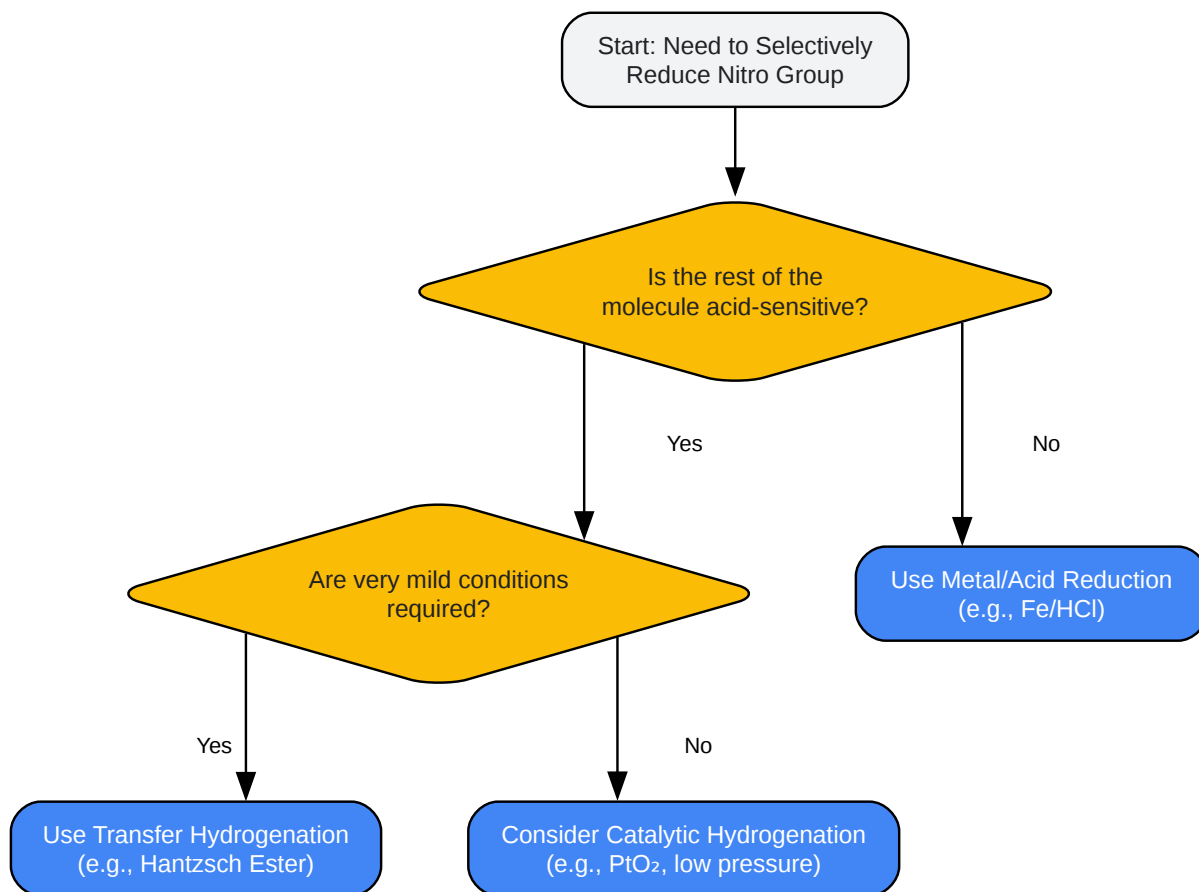 Start: Need to Selectively
Reduce Nitro Group
Is the rest of the
molecule acid-sensitive?
Yes
No
Are very mild conditions
required?
Use Metal/Acid Reduction
(e.g., Fe/HCl)
Yes
No
Use Transfer Hydrogenation
(e.g., Hantzsch Ester)
Consider Catalytic Hydrogenation
(e.g., PtO₂, low pressure)